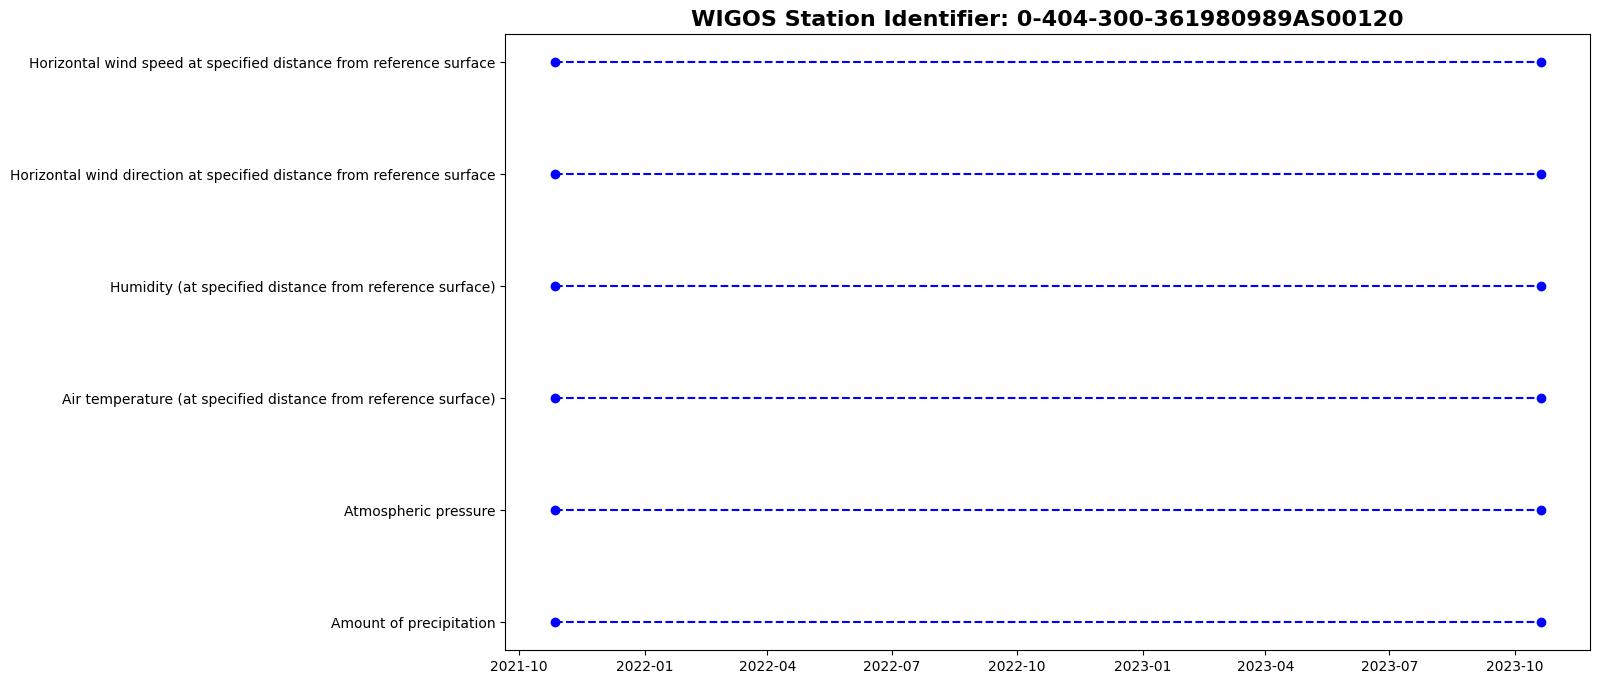 WIGOS Station Identifier: 0-404-300-361980989AS00120
Horizontal wind speed at specified distance from reference surface
Horizontal wind direction at specified distance from reference surface
Humidity (at specified distance from reference surface)
Air temperature (at specified distance from reference surface)
Atmospheric pressure
Amount of precipitation
2021-10 2022-01 2022-04 2022-07 2022-10 2023-01 2023-04 2023-07 2023-10